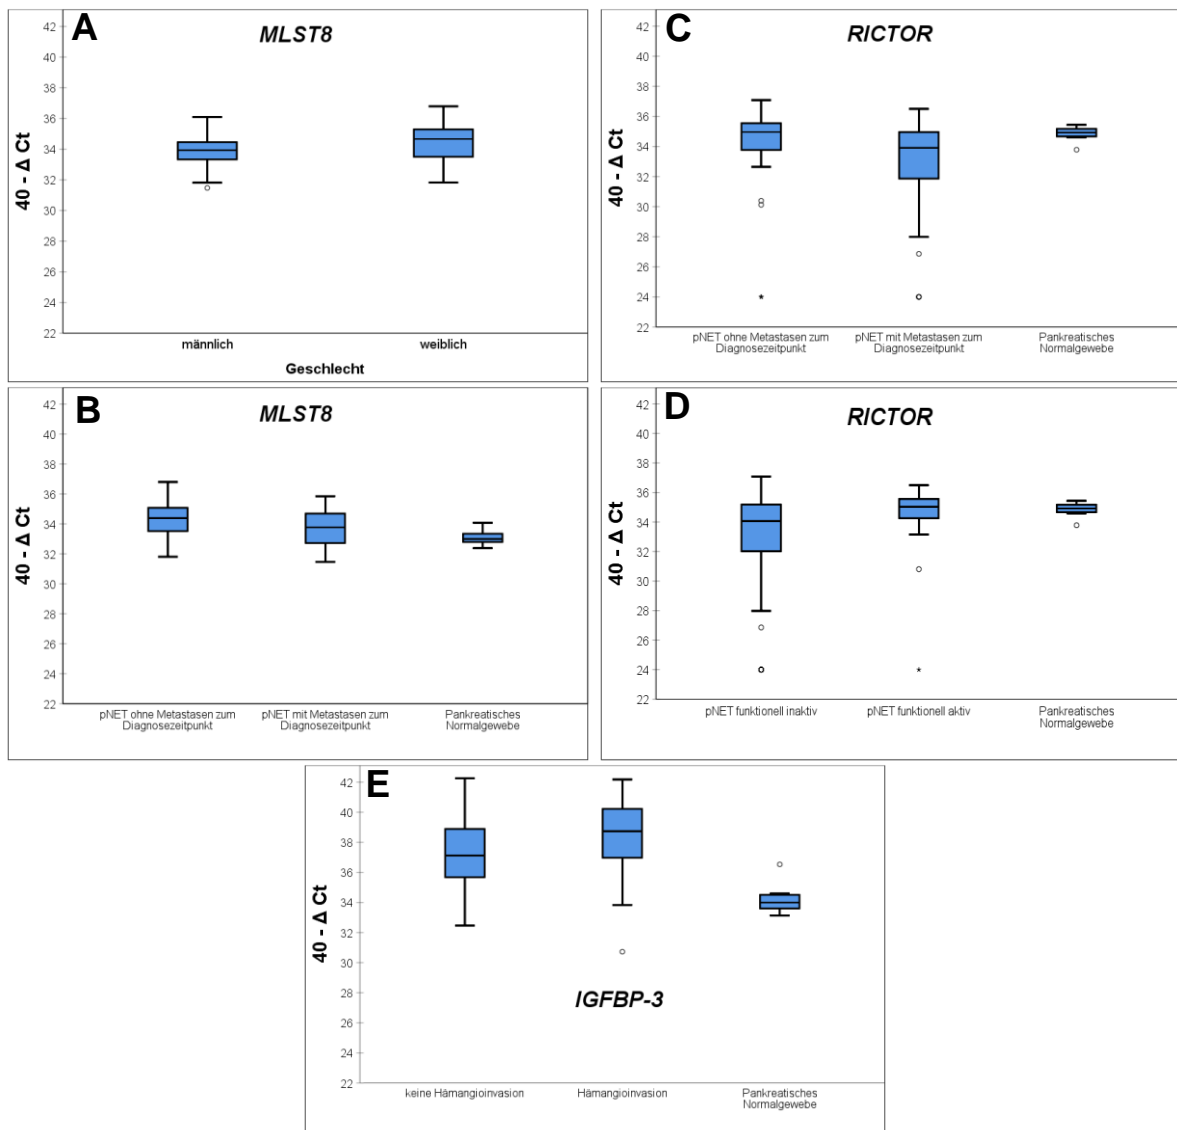 A
MLST8
40 - Δ Ct
42
40
38
36
34
32
30
28
26
24
22
männlich
weiblich
Geschlecht
C
RICTOR
40 - Δ Ct
42
40
38
36
34
32
30
28
26
24
22
pNET ohne Metastasen zum
Diagnosezeitpunkt
pNET mit Metastasen zum
Diagnosezeitpunkt
Pankreatisches
Normalgewebe
B
MLST8
40 - Δ Ct
42
40
38
36
34
32
30
28
26
24
22
pNET ohne Metastasen zum
Diagnosezeitpunkt
pNET mit Metastasen zum
Diagnosezeitpunkt
Pankreatisches
Normalgewebe
D
RICTOR
40 - Δ Ct
42
40
38
36
34
32
30
28
26
24
22
pNET funktionell inaktiv
pNET funktionell aktiv
Pankreatisches
Normalgewebe
E
40 - Δ Ct
42
40
38
36
34
32
30
28
26
24
22
IGFBP-3
keine Hämangioinvasion
Hämangioinvasion
Pankreatisches
Normalgewebe